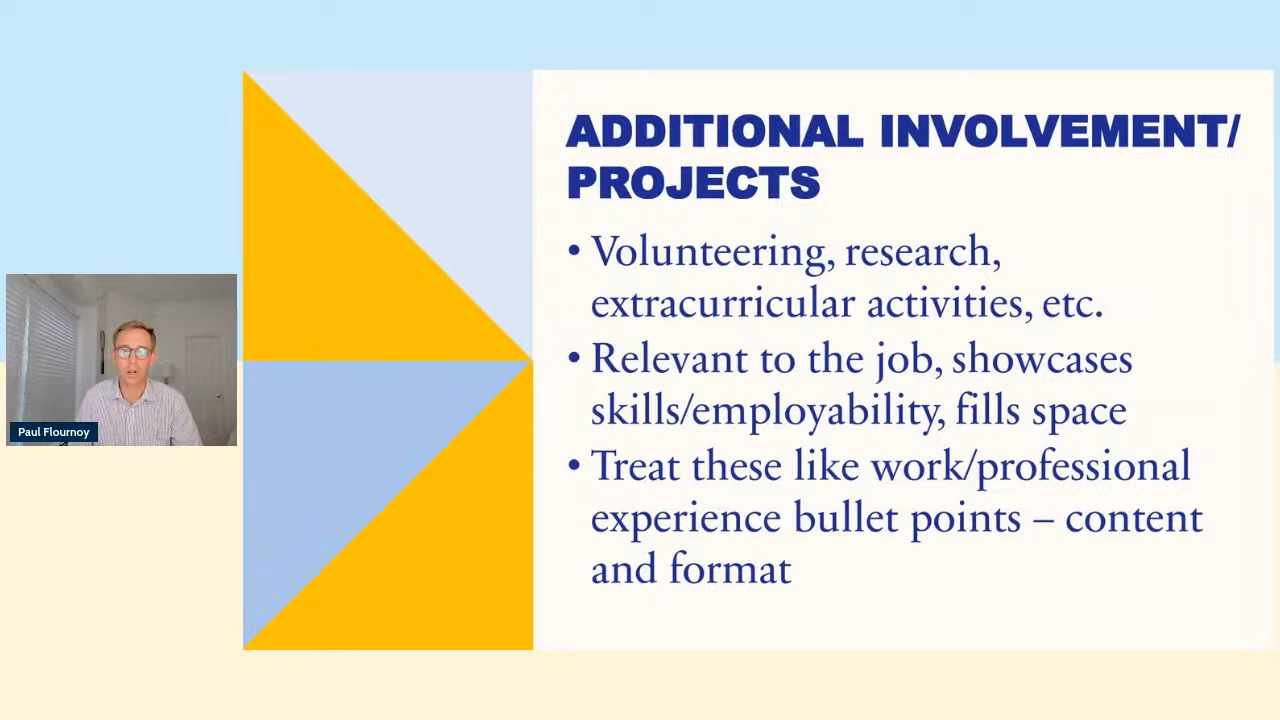 ADDITIONAL INVOLVEMENT/
PROJECTS
• Volunteering, research,
extracurricular activities, etc.
• Relevant to the job, showcases
skills/employability, fills space
• Treat these like work/professional
experience bullet points – content
and format
Paul Flournoy